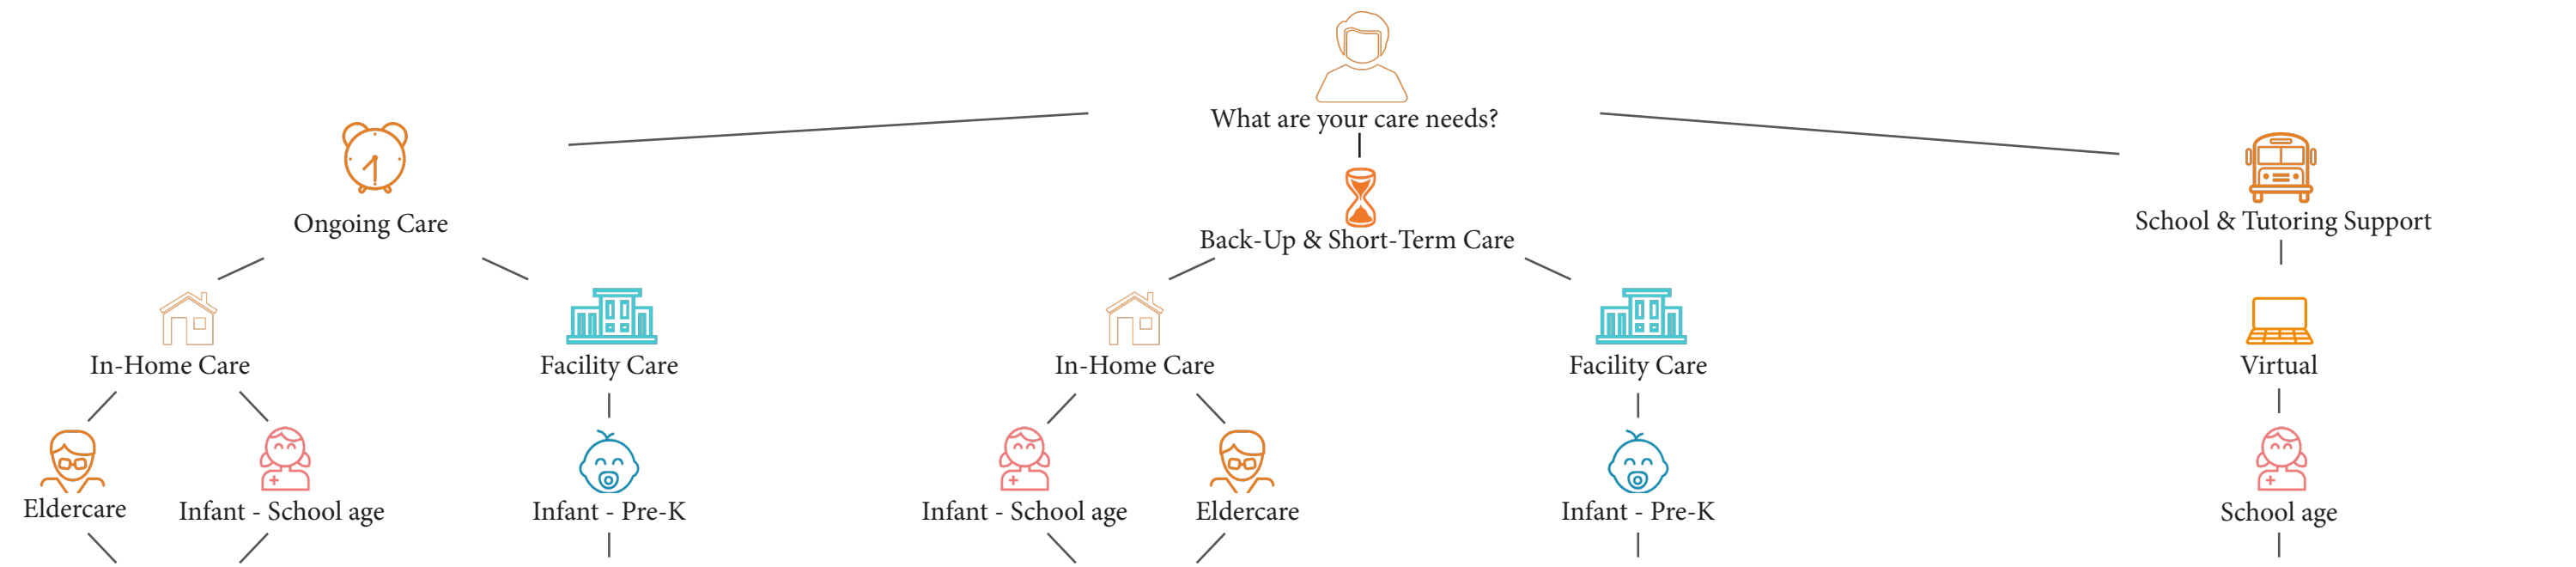 What are your care needs?
Ongoing Care
Back-Up & Short-Term Care
School & Tutoring Support
In-Home Care
Facility Care
In-Home Care
Facility Care
Virtual
Eldercare
Infant - School age
Infant - Pre-K
Infant - School age
Eldercare
Infant - Pre-K
School age